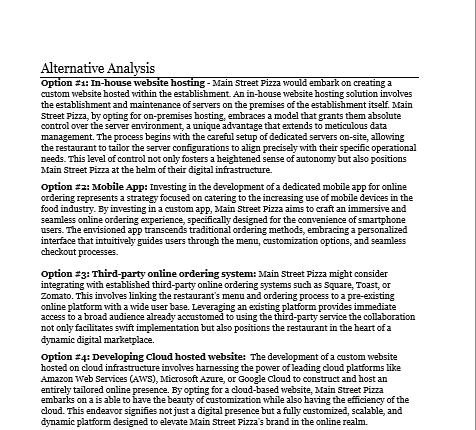 Alternative Analysis
Option #1: In-house website hosting - Main Street Pizza would embark on creating a
custom website hosted within the establishment. An in-house website hosting solution involves
the establishment and maintenance of servers on the premises of the establishment itself. Main
Street Pizza, by opting for on-premises hosting, embraces a model that grants them absolute
control over the server environment, a unique advantage that extends to meticulous data
management. The process begins with the careful setup of dedicated servers on-site, allowing
the restaurant to tailor the server configurations to align precisely with their specific operational
needs. This level of control not only fosters a heightened sense of autonomy but also positions
Main Street Pizza at the helm of their digital infrastructure.
Option #2: Mobile App: Investing in the development of a dedicated mobile app for online
ordering represents a strategy focused on catering to the increasing use of mobile devices in the
food industry. By investing in a custom app, Main Street Pizza aims to craft an immersive and
seamless online ordering experience, specifically designed for the convenience of smartphone
users. The envisioned app transcends traditional ordering methods, embracing a personalized
interface that intuitively guides users through the menu, customization options, and seamless
checkout processes.
Option #3: Third-party online ordering system: Main Street Pizza might consider
integrating with established third-party online ordering systems such as Square, Toast, or
Zomato. This involves linking the restaurant's menu and ordering process to a pre-existing
online platform with a wide user base. Leveraging an existing platform provides immediate
access to a broad audience already accustomed to using the third-party service the collaboration
not only facilitates swift implementation but also positions the restaurant in the heart of a
dynamic digital marketplace.
Option #4: Developing Cloud hosted website: The development of a custom website
hosted on cloud infrastructure involves harnessing the power of leading cloud platforms like
Amazon Web Services (AWS), Microsoft Azure, or Google Cloud to construct and host an
entirely tailored online presence. By opting for a cloud-based website, Main Street Pizza
embarks on a is able to have the beauty of customization while also having the efficiency of the
cloud. This endeavor signifies not just a digital presence but a fully customized, scalable, and
dynamic platform designed to elevate Main Street Pizza's brand in the online realm.